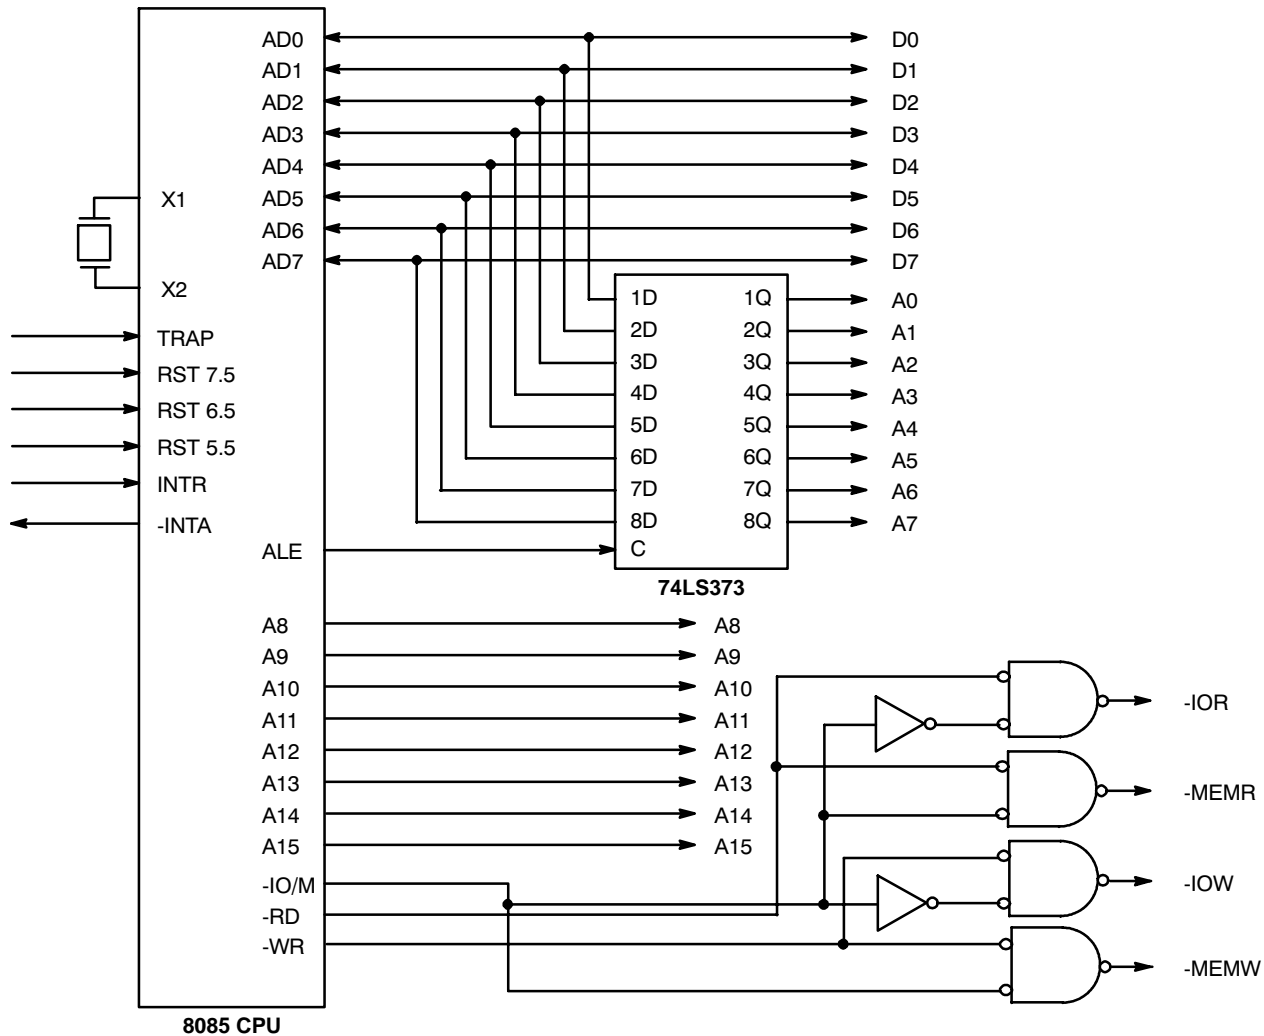 AD0 D0
AD1 D1
AD2 D2
AD3 D3
AD4 D4
X1 AD5 D5
AD6 D6
AD7 D7
X2 1D 1Q A0
TRAP 2D 2Q A1
3D 3Q A2
RST 7.5 4D 4Q A3
RST 6.5 5D 5Q A4
RST 5.5 6D 6Q A5
INTR 7D 7Q A6
-INTA 8D 8Q A7
ALE C
74LS373
A8 A8
A9 A9
A10 A10 -IOR
A11 A11
A12 A12
A13 A13 -MEMR
A14 A14
A15 A15
-IO/M -IOW
-RD
-WR
-MEMW
8085 CPU